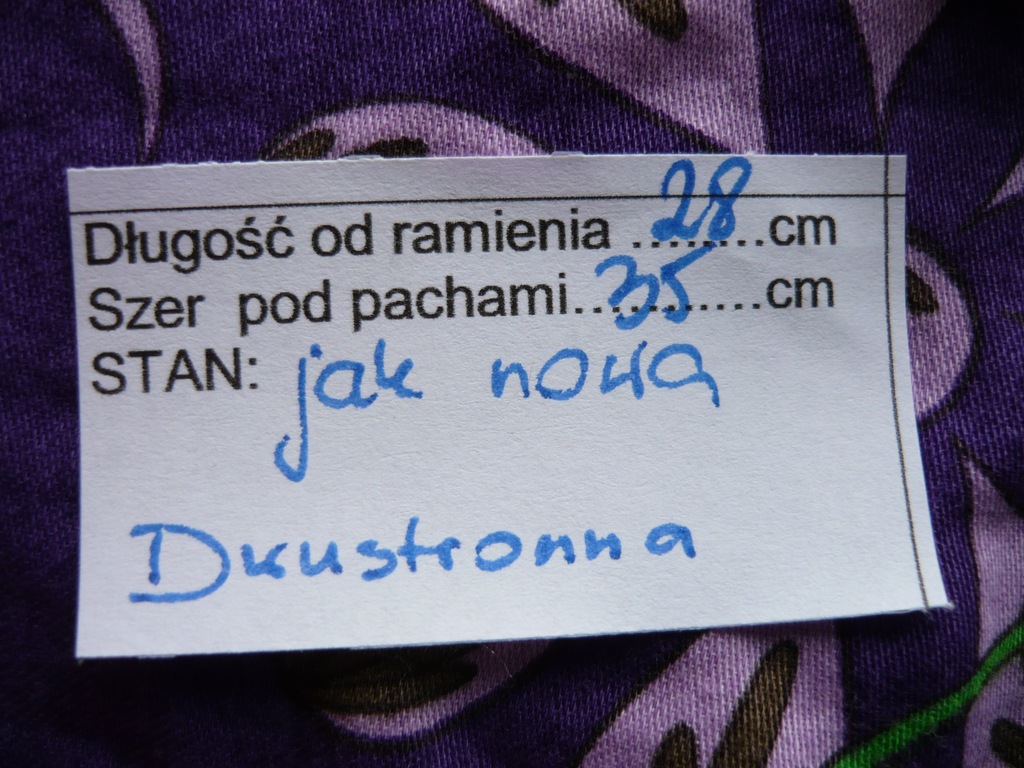 Długość od ramienia ..28...cm
Szer pod pachami..35......cm
STAN: jak nowa
Dwustronna